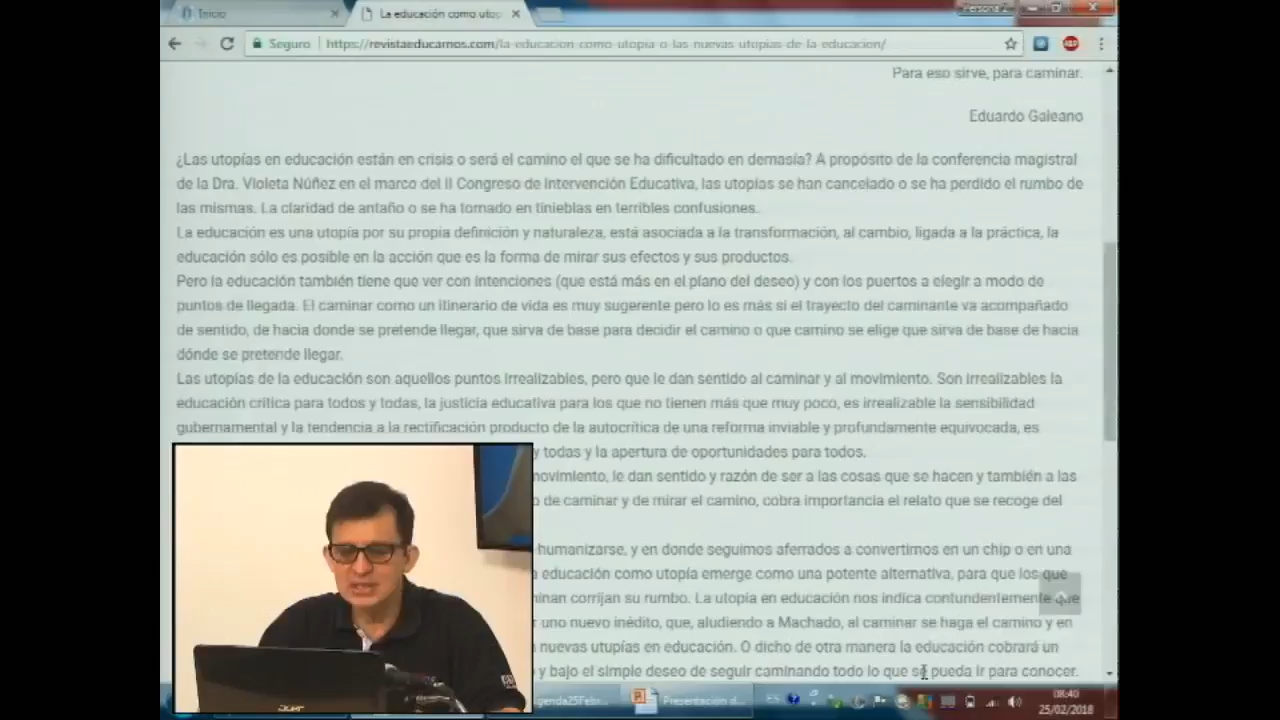 Inicio
La educación como utop
Persona 2
Seguro
https://revistaeducarnos.com/la-educacion-como-utopia-o-las-nuevas-utopias-de-la-educacion/
Para eso sirve, para caminar.
Eduardo Galeano
¿Las utopías en educación están en crisis o será el camino el que se ha dificultado en demasía? A propósito de la conferencia magistral
de la Dra. Violeta Núñez en el marco del II Congreso de Intervención Educativa, las utopías se han cancelado o se ha perdido el rumbo de
las mismas. La claridad de antaño o se ha tornado en tinieblas en terribles confusiones.
La educación es una utopía por su propia definición y naturaleza, está asociada a la transformación, al cambio, ligada a la práctica, la
educación sólo es posible en la acción que es la forma de mirar sus efectos y sus productos.
Pero la educación también tiene que ver con intenciones (que está más en el plano del deseo) y con los puertos a elegir a modo de
puntos de llegada. El caminar como un itinerario de vida es muy sugerente pero lo es más si el trayecto del caminante va acompañado
de sentido, de hacia donde se pretende llegar, que sirva de base para decidir el camino o que camino se elige que sirva de base de hacia
dónde se pretende llegar.
Las utopías de la educación son aquellos puntos irrealizables, pero que le dan sentido al caminar y al movimiento. Son irrealizables la
educación crítica para todos y todas, la justicia educativa para los que no tienen más que muy poco, es irrealizable la sensibilidad
gubernamental y la tendencia a la rectificación producto de la autocrítica de una reforma inviable y profundamente equivocada, es
y todas y la apertura de oportunidades para todos.
movimiento, le dan sentido y razón de ser a las cosas que se hacen y también a las
o de caminar y de mirar el camino, cobra importancia el relato que se recoge del
-humanizarse, y en donde seguimos aferrados a convertirnos en un chip o en una
a educación como utopía emerge como una potente alternativa, para que los que
minan corrijan su rumbo. La utopía en educación nos indica contundentemente que
r uno nuevo inédito, que, aludiendo a Machado, al caminar se haga el camino y en
n nuevas utupías en educación. O dicho de otra manera la educación cobrará un
y bajo el simple deseo de seguir caminando todo lo que se pueda ir para conocer.
genda25Febr...
Presentación d...
ES
08:40
25/02/2018
acer